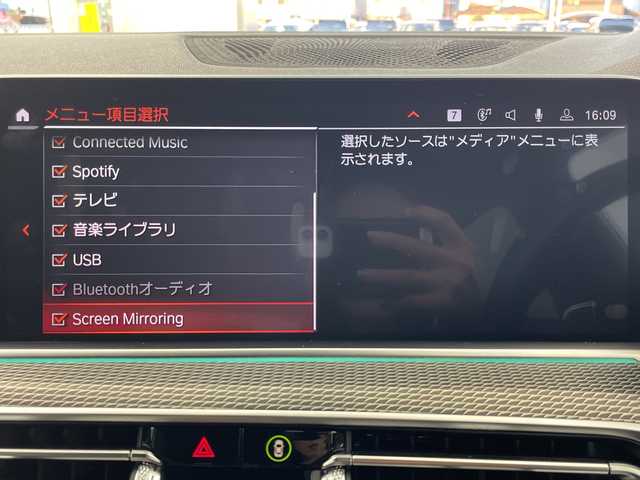 メニュー項目選択
7
16:09
Connected Music
Spotify
テレビ
音楽ライブラリ
USB
Bluetoothオーディオ
Screen Mirroring
選択したソースは"メディア"メニューに表
示されます。